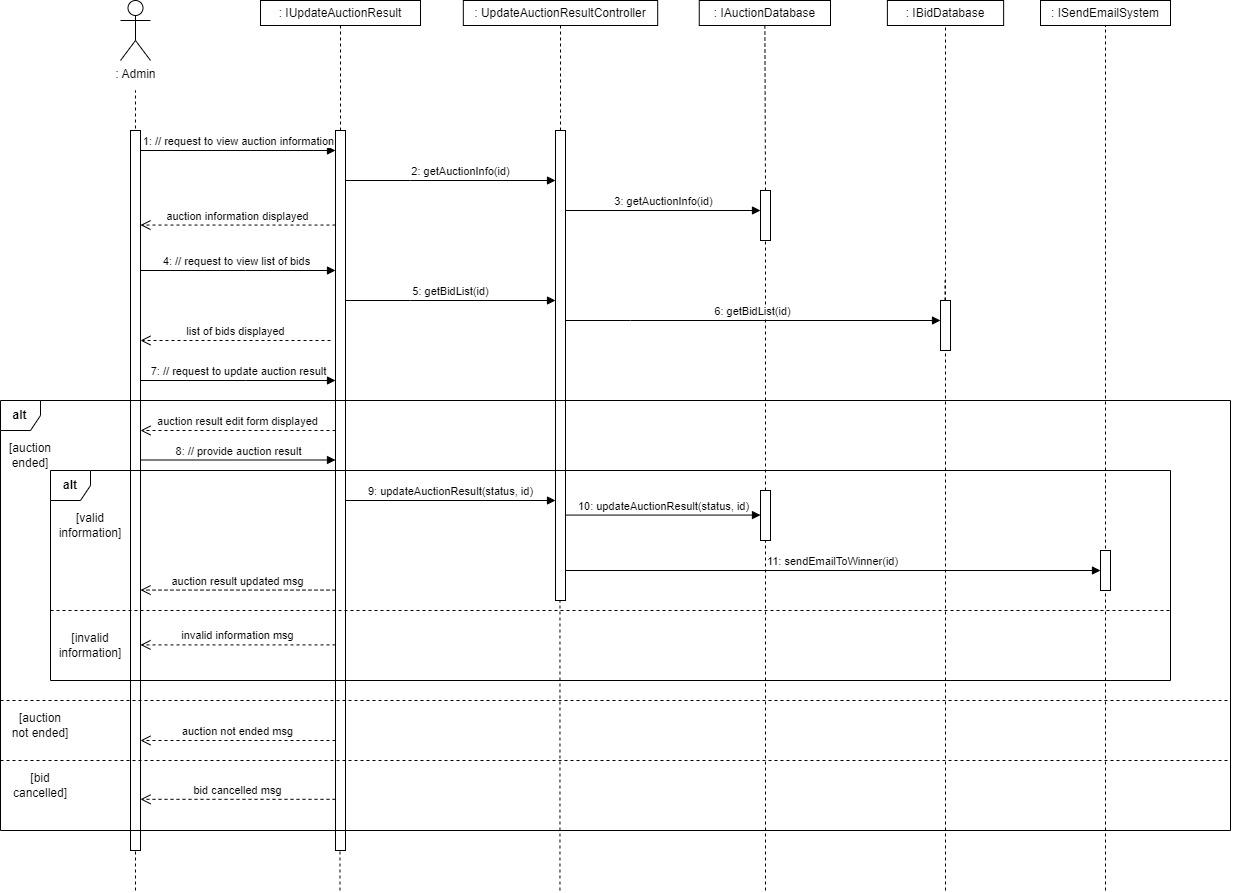 : IUpdateAuctionResult
: UpdateAuctionResultController
: IAuctionDatabase
: IBidDatabase
: ISendEmailSystem
: Admin
1: // request to view auction information
2: getAuctionInfo(id)
3: getAuctionInfo(id)
auction information displayed
4: // request to view list of bids
5: getBidList(id)
6: getBidList(id)
list of bids displayed
7: // request to update auction result
alt
auction result edit form displayed
[auction
ended]
8: // provide auction result
alt
9: updateAuctionResult(status, id)
10: updateAuctionResult(status, id)
[valid
information]
11: sendEmailToWinner(id)
auction result updated msg
[invalid
information]
invalid information msg
[auction
not ended]
auction not ended msg
[bid
cancelled]
bid cancelled msg